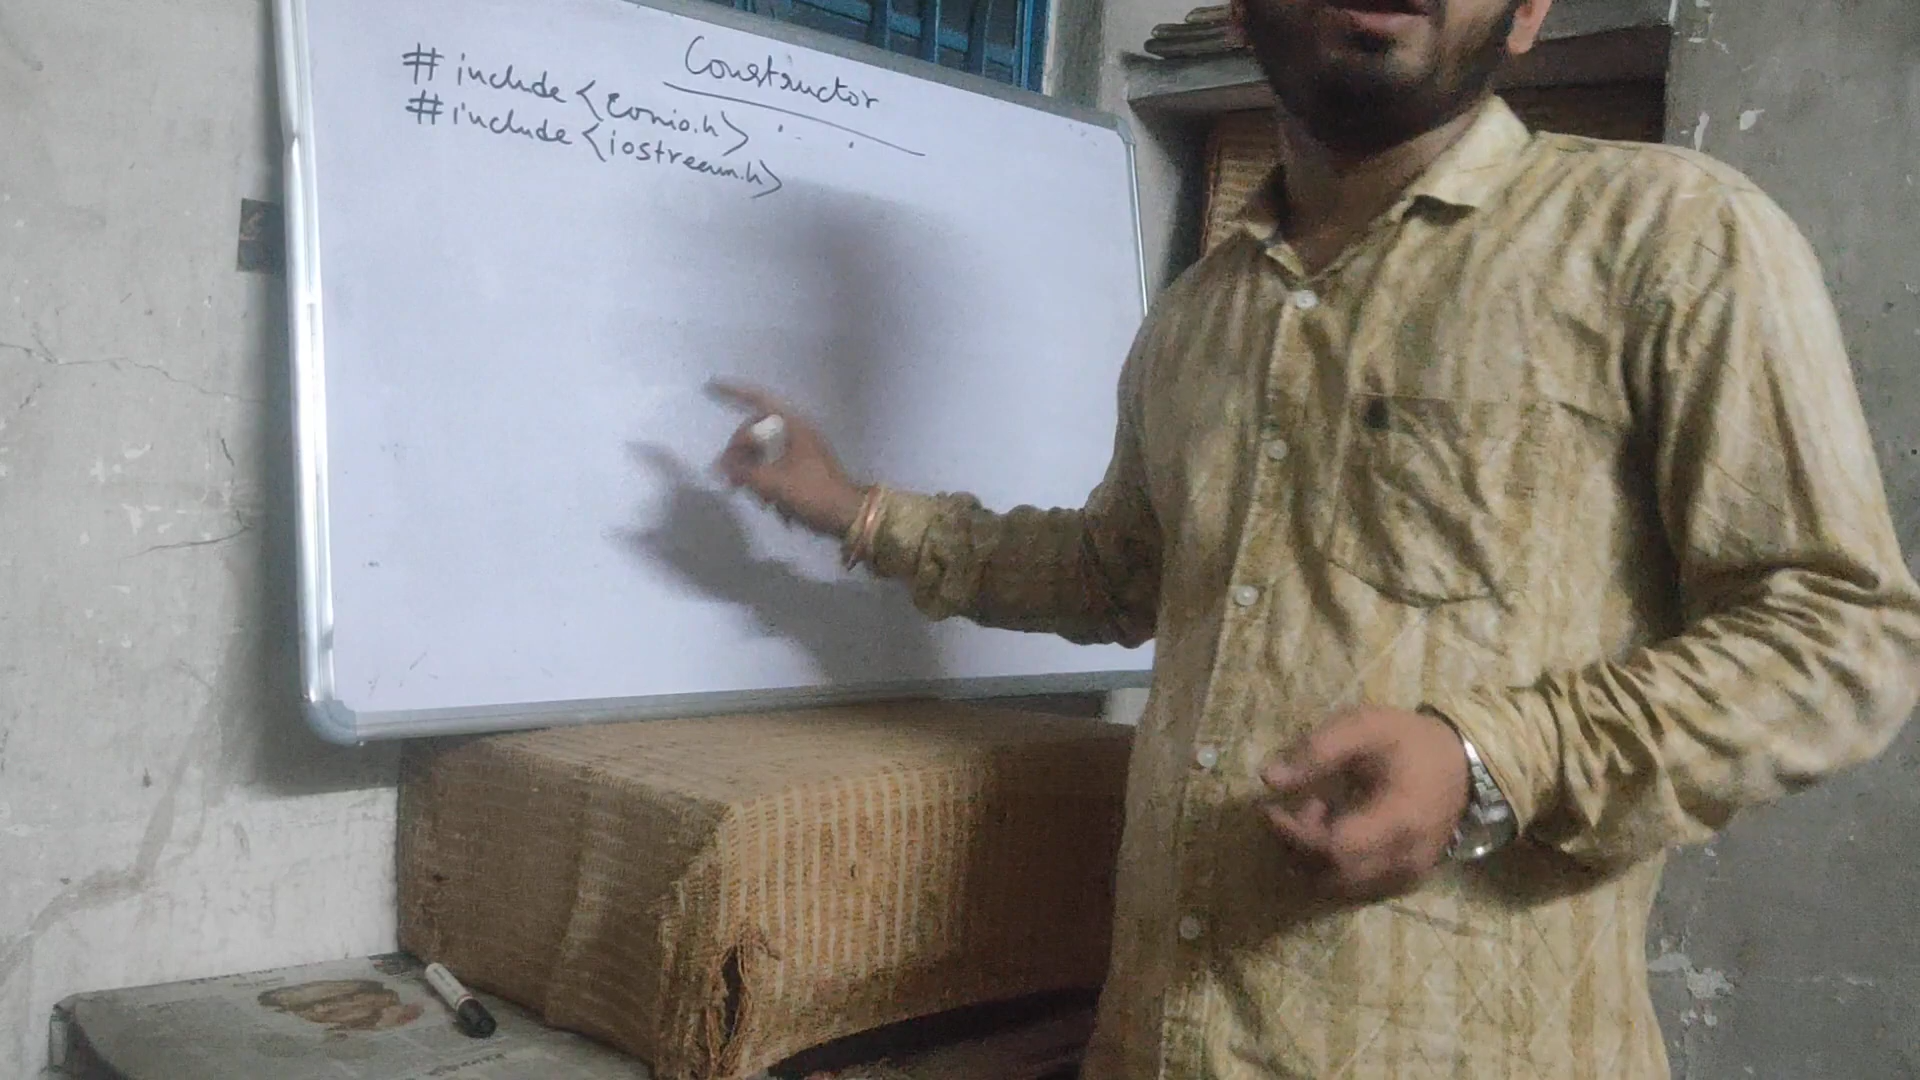 Constructor
#include <conio.h>
#include <iostream.h>